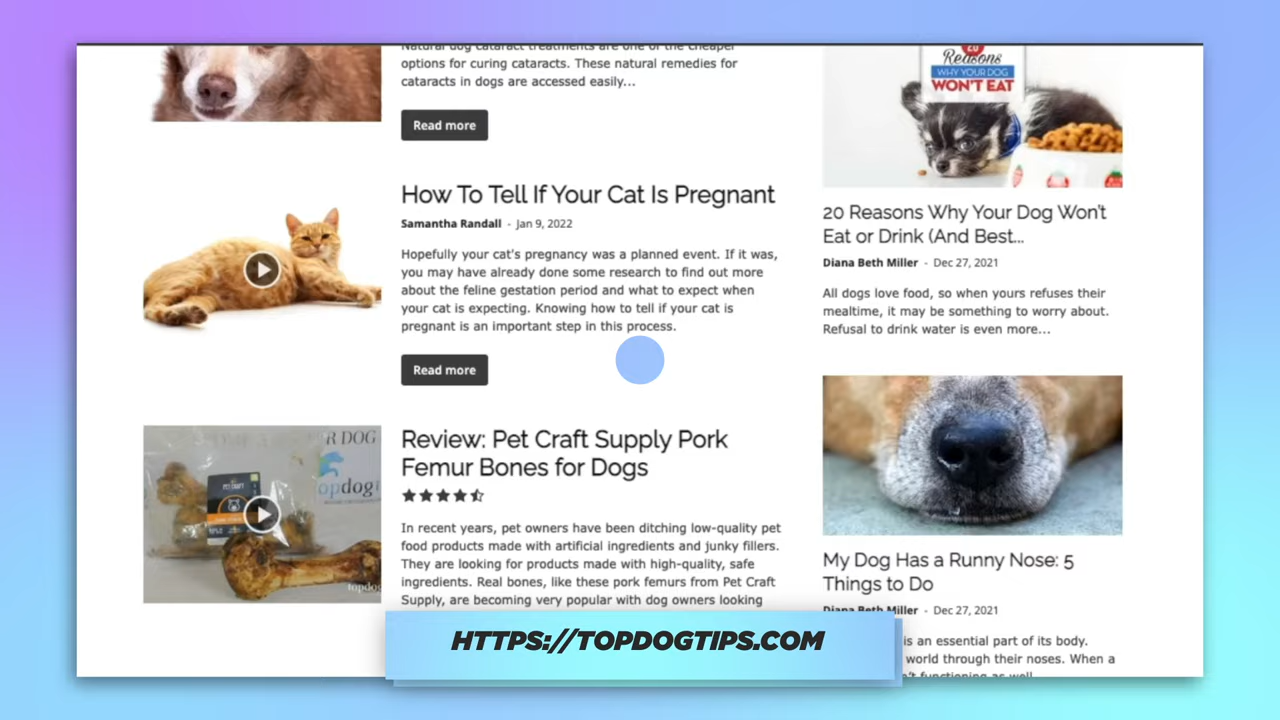 Natural dog cataract treatments are one of the cheaper
options for curing cataracts. These natural remedies for
cataracts in dogs are accessed easily...
Read more
How To Tell If Your Cat Is Pregnant
Samantha Randall - Jan 9, 2022
Hopefully your cat's pregnancy was a planned event. If it was,
you may have already done some research to find out more
about the feline gestation period and what to expect when
your cat is expecting. Knowing how to tell if your cat is
pregnant is an important step in this process.
Read more
Review: Pet Craft Supply Pork
Femur Bones for Dogs
In recent years, pet owners have been ditching low-quality pet
food products made with artificial ingredients and junky fillers.
They are looking for products made with high-quality, safe
ingredients. Real bones, like these pork femurs from Pet Craft
Supply, are becoming very popular with dog owners looking
R DOG
opdog
topdog
20
Reasons
WHY YOUR DOG
WON'T EAT
20 Reasons Why Your Dog Won't
Eat or Drink (And Best...
Diana Beth Miller - Dec 27, 2021
All dogs love food, so when yours refuses their
mealtime, it may be something to worry about.
Refusal to drink water is even more...
My Dog Has a Runny Nose: 5
Things to Do
Diana Beth Miller - Dec 27, 2021
is an essential part of its body.
world through their noses. When a
n't functioning as well
HTTPS://TOPDOGTIPS.COM